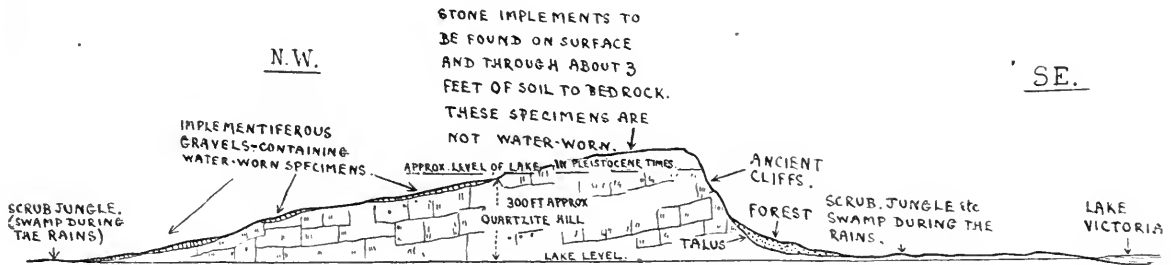 N.W.
STONE IMPLEMENTS TO
BE FOUND ON SURFACE
AND THROUGH ABOUT 3
FEET OF SOIL TO BEDROCK.
THESE SPECIMENS ARE
NOT WATER-WORN.
SE.
IMPLEMENTIFEROUS
GRAVELS-CONTAINING
WATER-WORN SPECIMENS.
APPROX. LEVEL OF LAKE IN PLEISTOCENE TIMES.
ANCIENT
CLIFFS.
SCRUB JUNGLE.
(SWAMP DURING
THE RAINS)
300 FT APPROX
QUARTZITE HILL
FOREST
TALUS
SCRUB. JUNGLE etc
SWAMP DURING THE
RAINS.
LAKE
VICTORIA
LAKE LEVEL.